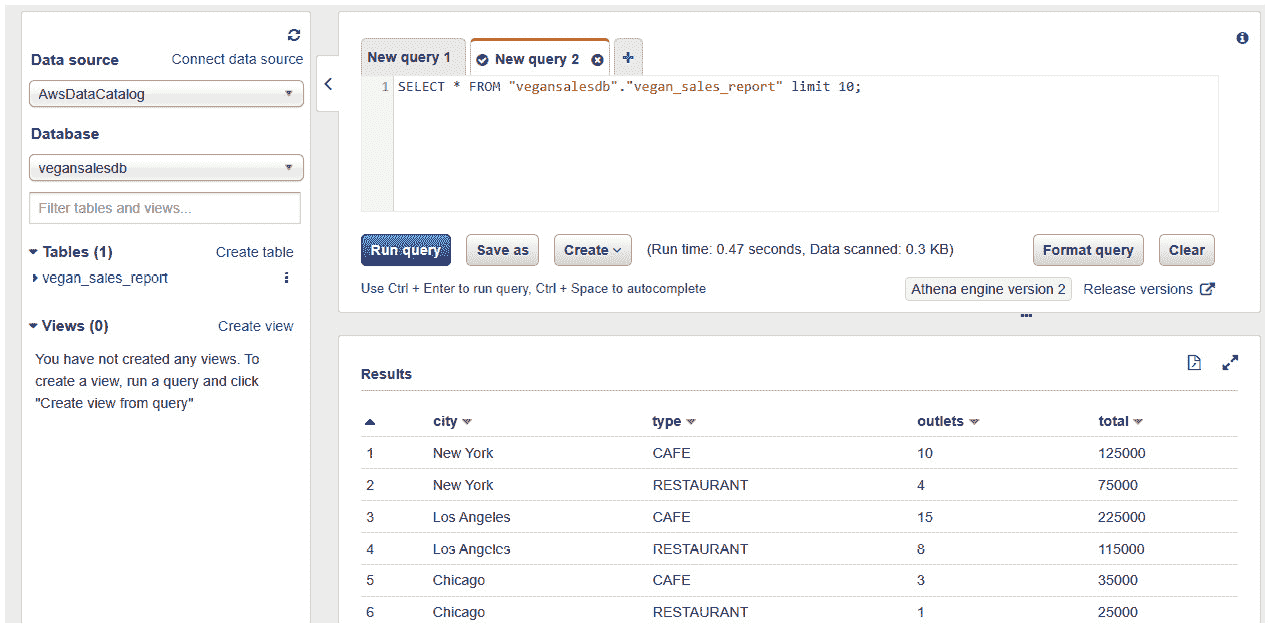 Data source Connect data source
AwsDataCatalog
Database
vegansalesdb
Filter tables and views...
Tables (1) Create table
vegan_sales_report
Views (0) Create view
You have not created any views. To
create a view, run a query and click
"Create view from query"
New query 1 New query 2
1 SELECT * FROM "vegansalesdb"."vegan_sales_report" limit 10;
Run query Save as Create (Run time: 0.47 seconds, Data scanned: 0.3 KB) Format query Clear
Use Ctrl + Enter to run query, Ctrl + Space to autocomplete Athena engine version 2 Release versions
Results
city type outlets total
1 New York CAFE 10 125000
2 New York RESTAURANT 4 75000
3 Los Angeles CAFE 15 225000
4 Los Angeles RESTAURANT 8 115000
5 Chicago CAFE 3 35000
6 Chicago RESTAURANT 1 25000